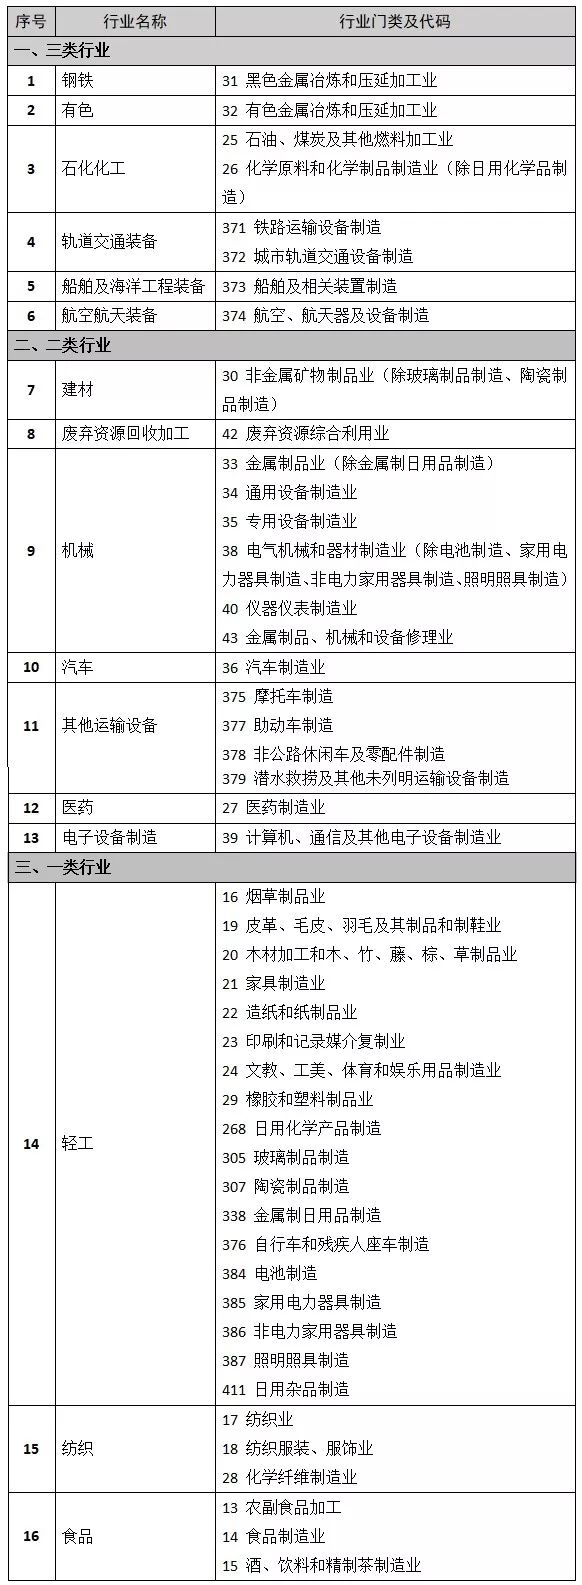 序号 行业名称 行业门类及代码
一、三类行业
1 钢铁 31 黑色金属冶炼和压延加工业
2 有色 32 有色金属冶炼和压延加工业
3 石化化工 25 石油、煤炭及其他燃料加工业
26 化学原料和化学制品制造业（除日用化学品制
造）
4 轨道交通装备 371 铁路运输设备制造
372 城市轨道交通设备制造
5 船舶及海洋工程装备 373 船舶及相关装置制造
6 航空航天装备 374 航空、航天器及设备制造
二、二类行业
7 建材 30 非金属矿物制品业（除玻璃制品制造、陶瓷制
品制造）
8 废弃资源回收加工 42 废弃资源综合利用业
9 机械 33 金属制品业（除金属制日用品制造）
34 通用设备制造业
35 专用设备制造业
38 电气机械和器材制造业（除电池制造、家用电
力器具制造、非电力家用器具制造、照明照具制造）
40 仪器仪表制造业
43 金属制品、机械和设备修理业
10 汽车 36 汽车制造业
11 其他运输设备 375 摩托车制造
377 助动车制造
378 非公路休闲车及零配件制造
379 潜水救捞及其他未列明运输设备制造
12 医药 27 医药制造业
13 电子设备制造 39 计算机、通信及其他电子设备制造业
三、一类行业
14 轻工 16 烟草制品业
19 皮革、毛皮、羽毛及其制品和制鞋业
20 木材加工和木、竹、藤、棕、草制品业
21 家具制造业
22 造纸和纸制品业
23 印刷和记录媒介复制业
24 文教、工美、体育和娱乐用品制造业
29 橡胶和塑料制品业
268 日用化学产品制造
305 玻璃制品制造
307 陶瓷制品制造
338 金属制日用品制造
376 自行车和残疾人座车制造
384 电池制造
385 家用电力器具制造
386 非电力家用器具制造
387 照明照具制造
411 日用杂品制造
15 纺织 17 纺织业
18 纺织服装、服饰业
28 化学纤维制造业
16 食品 13 农副食品加工
14 食品制造业
15 酒、饮料和精制茶制造业